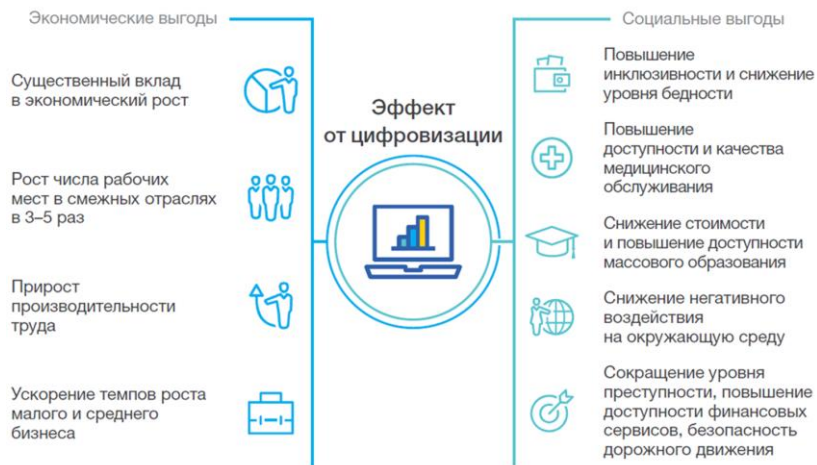 Экономические выгоды
Существенный вклад
в экономический рост
Рост числа рабочих
мест в смежных отраслях
в 3–5 раз
Прирост
производительности
труда
Ускорение темпов роста
малого и среднего
бизнеса
Эффект
от цифровизации
Социальные выгоды
Повышение
инклюзивности и снижение
уровня бедности
Повышение
доступности и качества
медицинского
обслуживания
Снижение стоимости
и повышение доступности
массового образования
Снижение негативного
воздействия
на окружающую среду
Сокращение уровня
преступности, повышение
доступности финансовых
сервисов, безопасность
дорожного движения